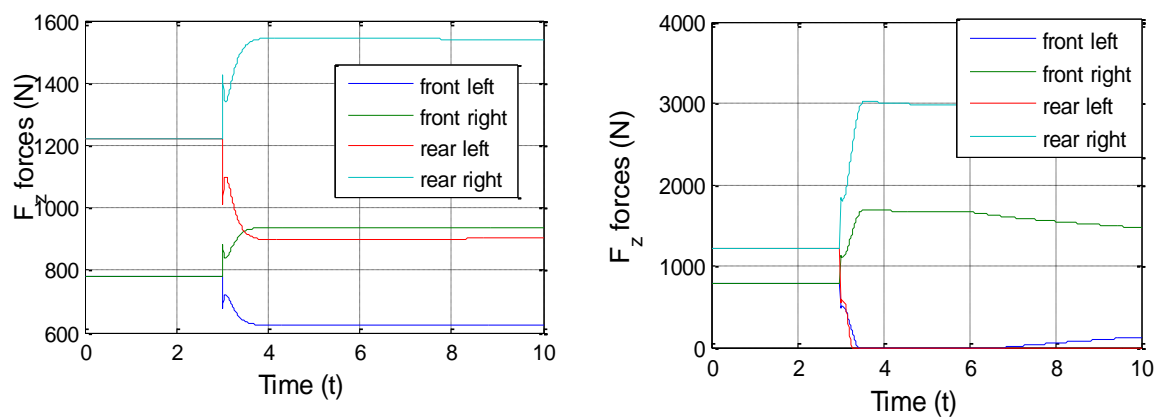 1600
1400
1200
1000
800
600
0
2
4
6
8
10
F_z forces (N)
Time (t)
front left
front right
rear left
rear right
4000
3000
2000
1000
0
0
2
4
6
8
10
F_z forces (N)
Time (t)
front left
front right
rear left
rear right